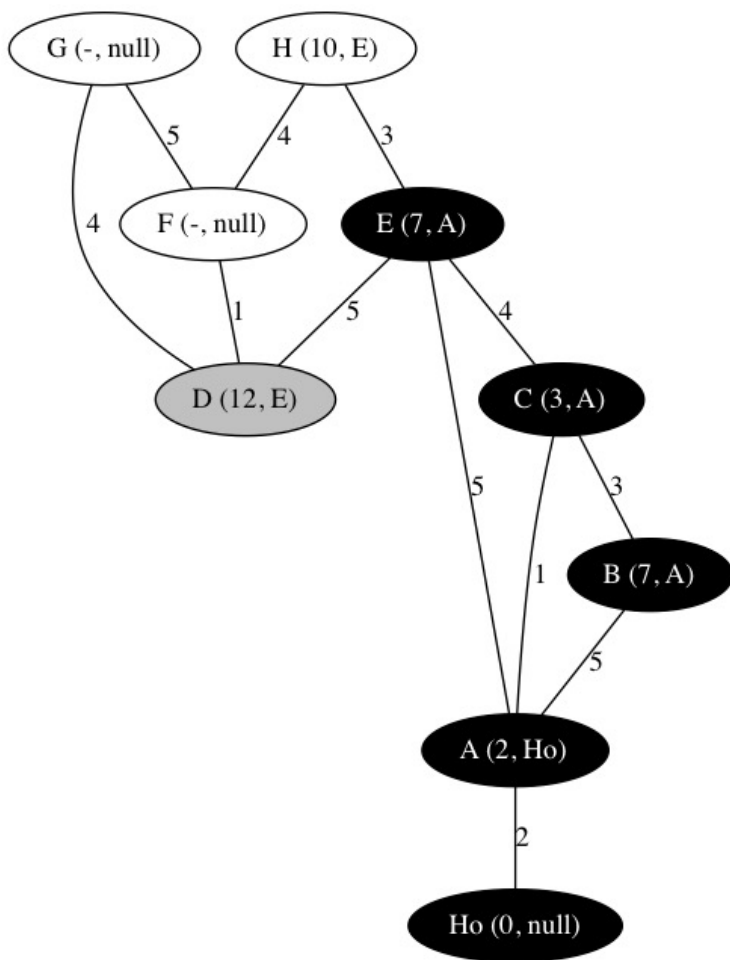 G (-, null) H (10, E)
5 4 3
F (-, null) E (7, A)
4
1 5 4
D (12, E) C (3, A)
5 3
1 B (7, A)
5
A (2, Ho)
2
Ho (0, null)